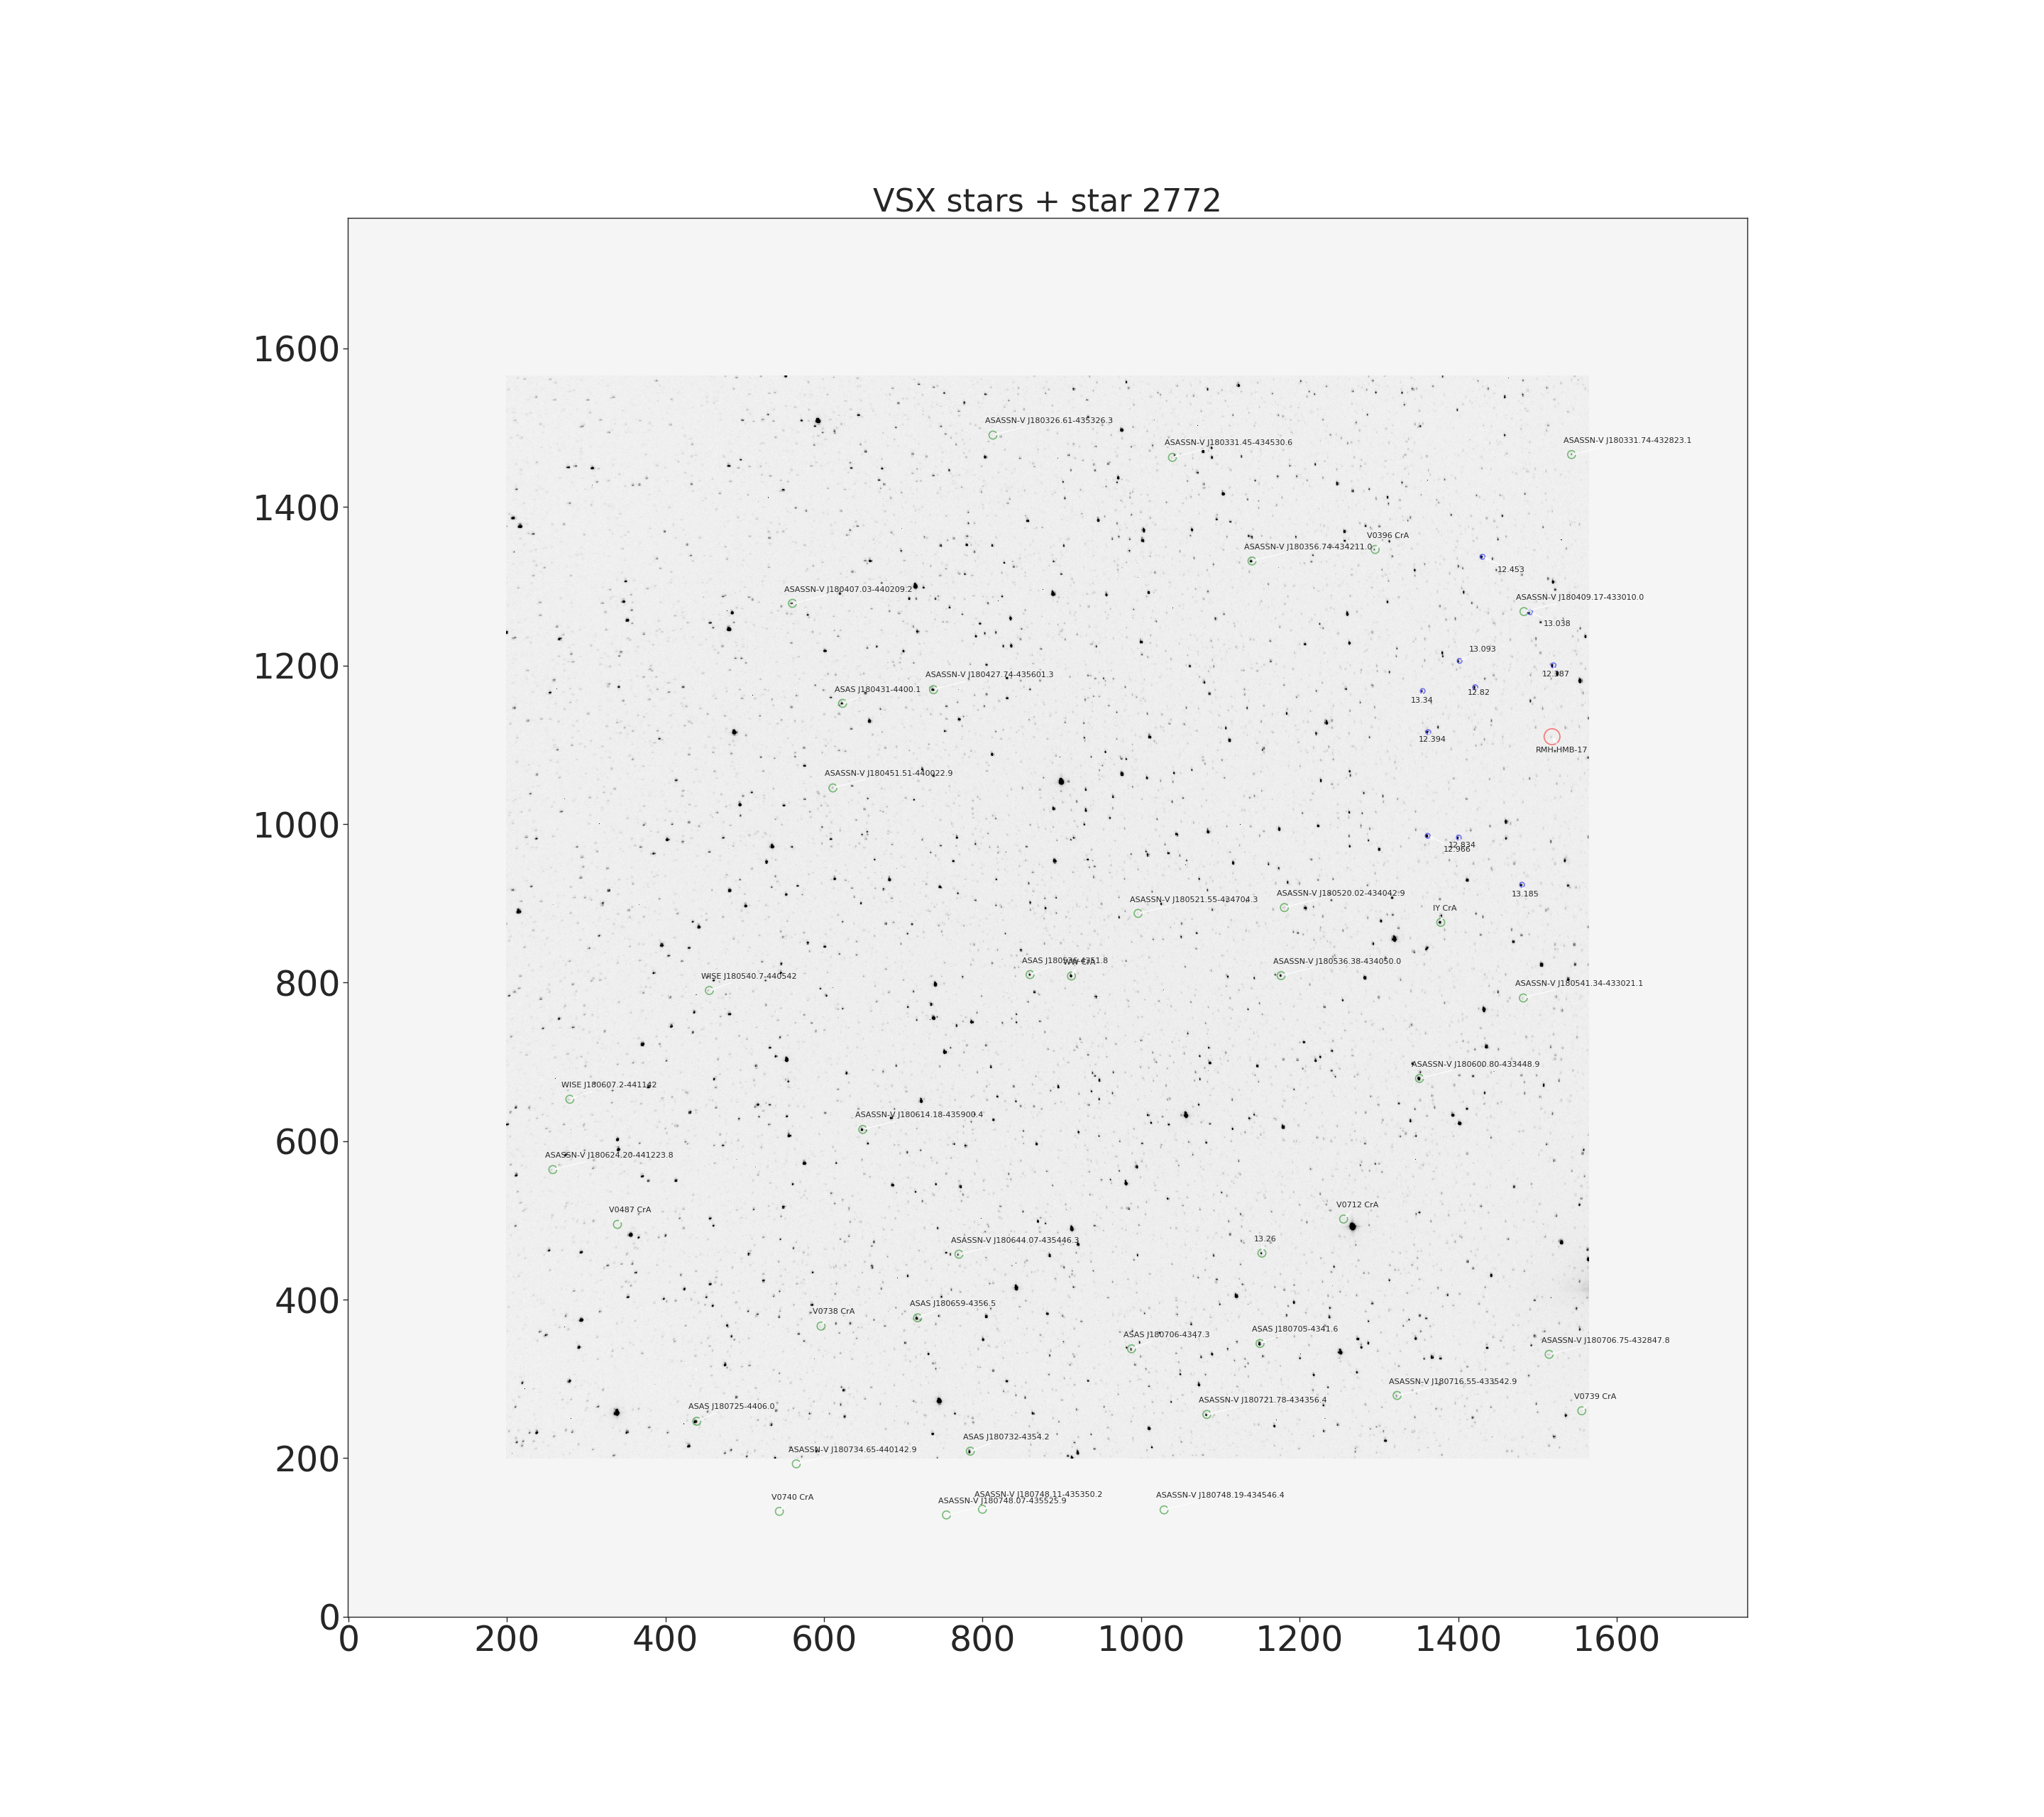 VSX stars + star 2772
1600
ASASSN-V J180326.61-435326.3
ASASSN-V J180331.45-434530.6
ASASSN-V J180331.74-432823.1
1400
V0396 CrA
ASASSN-V J180356.74-434211.0
12.453
ASASSN-V J180407.03-440209.2
ASASSN-V J180409.17-433010.0
13.038
1200
13.093
ASASSN-V J180427.74-435601.3
12.387
ASAS J180431-4400.1
12.82
13.34
12.394
RMH-HMB-17
ASASSN-V J180451.51-440022.9
1000
12.834
12.966
ASASSN-V J180521.55-434704.3
ASASSN-V J180520.02-434042.9
13.185
IY CrA
800
ASAS J180536-4351.8
CrA
ASASSN-V J180536.38-434050.0
WISE J180540.7-440542
ASASSN-V J180541.34-433021.1
ASASSN-V J180600.80-433448.9
WISE J180607.2-441142
ASASSN-V J180614.18-435900.4
600
ASASSN-V J180624.20-441223.8
V0487 CrA
V0712 CrA
ASASSN-V J180644.07-435446.3
13.26
400
V0738 CrA
ASAS J180659-4356.5
ASAS J180706-4347.3
ASAS J180705-4341.6
ASASSN-V J180706.75-432847.8
ASASSN-V J180716.55-433542.9
V0739 CrA
ASAS J180725-4406.0
ASASSN-V J180721.78-434356.4
ASAS J180732-4354.2
200
ASASSN-V J180734.65-440142.9
V0740 CrA
ASASSN-V J180748.11-435350.2
ASASSN-V J180748.07-435525.9
ASASSN-V J180748.19-434546.4
0
0 200 400 600 800 1000 1200 1400 1600